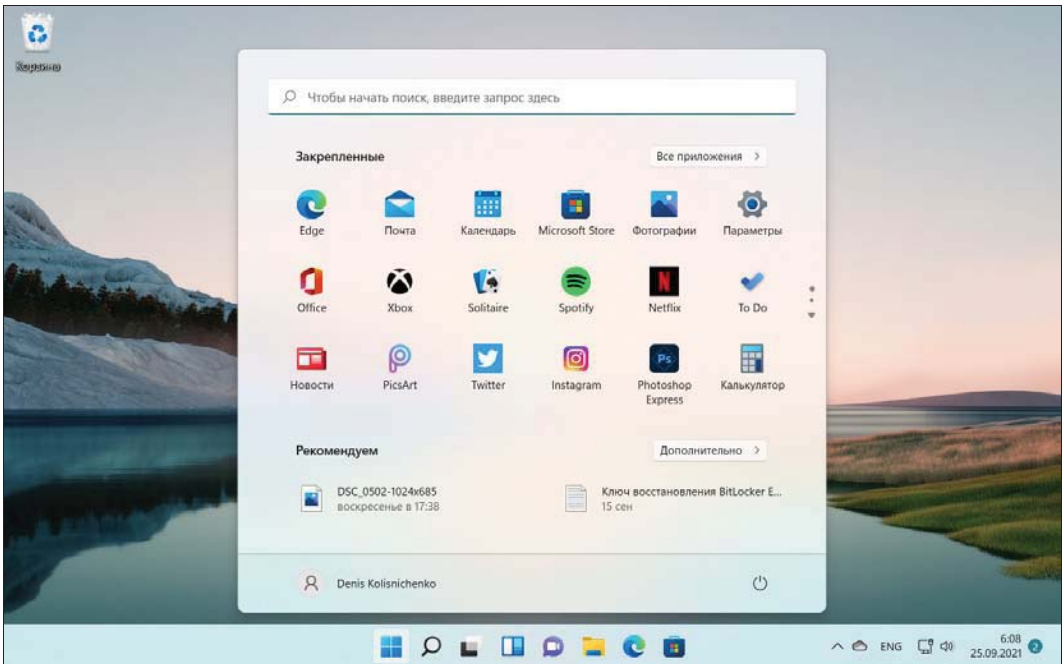 Корзина
Чтобы начать поиск, введите запрос здесь
Закрепленные
Все приложения
Edge
Почта
Календарь
Microsoft Store
Фотографии
Параметры
Office
Xbox
Solitaire
Spotify
Netflix
To Do
Новости
PicsArt
Twitter
Instagram
Ps
Photoshop
Express
Калькулятор
Рекомендуем
Дополнительно
DSC_0502-1024x685
воскресенье в 17:38
Ключ восстановления BitLocker E...
15 сен
Denis Kolisnichenko
ENG
6:08
25.09.2021
2